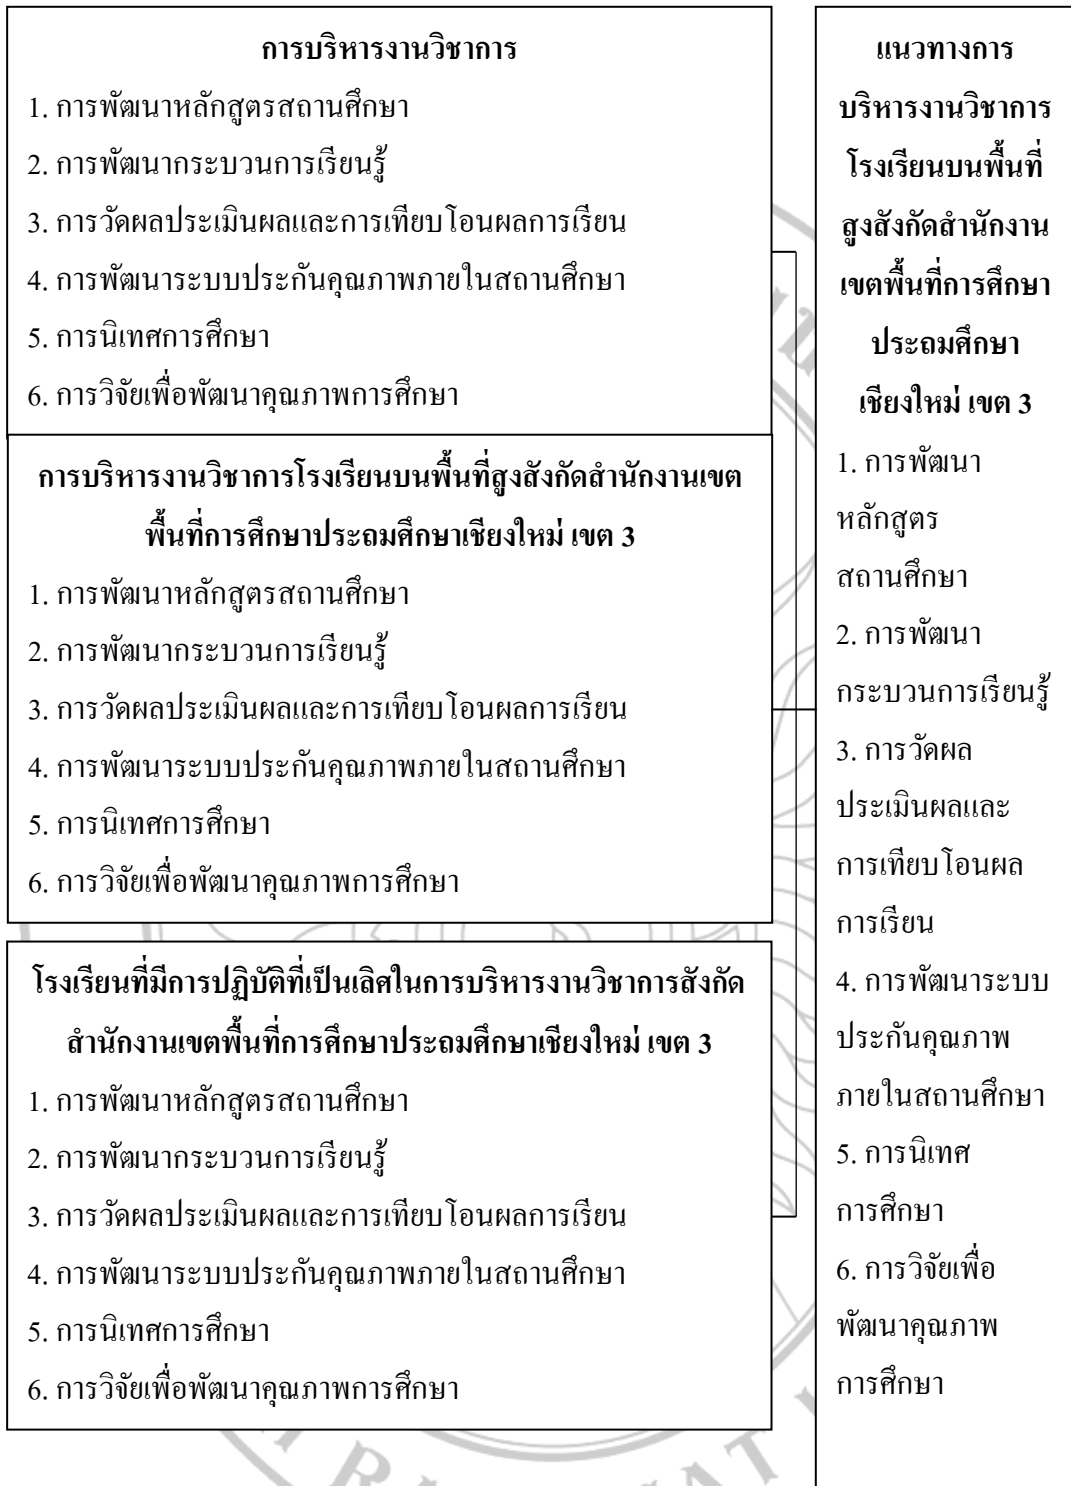 การบริหารงานวิชาการ
1. การพัฒนาหลักสูตรสถานศึกษา
2. การพัฒนากระบวนการเรียนรู้
3. การวัดผลประเมินผลและการเทียบโอนผลการเรียน
4. การพัฒนาระบบประกันคุณภาพภายในสถานศึกษา
5. การนิเทศการศึกษา
6. การวิจัยเพื่อพัฒนาคุณภาพการศึกษา
การบริหารงานวิชาการโรงเรียนบนพื้นที่สูงสังกัดสำนักงานเขต
พื้นที่การศึกษาประถมศึกษาเชียงใหม่ เขต 3
1. การพัฒนาหลักสูตรสถานศึกษา
2. การพัฒนากระบวนการเรียนรู้
3. การวัดผลประเมินผลและการเทียบโอนผลการเรียน
4. การพัฒนาระบบประกันคุณภาพภายในสถานศึกษา
5. การนิเทศการศึกษา
6. การวิจัยเพื่อพัฒนาคุณภาพการศึกษา
โรงเรียนที่มีการปฏิบัติที่เป็นเลิศในการบริหารงานวิชาการสังกัด
สำนักงานเขตพื้นที่การศึกษาประถมศึกษาเชียงใหม่ เขต 3
1. การพัฒนาหลักสูตรสถานศึกษา
2. การพัฒนากระบวนการเรียนรู้
3. การวัดผลประเมินผลและการเทียบโอนผลการเรียน
4. การพัฒนาระบบประกันคุณภาพภายในสถานศึกษา
5. การนิเทศการศึกษา
6. การวิจัยเพื่อพัฒนาคุณภาพการศึกษา
แนวทางการ
บริหารงานวิชาการ
โรงเรียนบนพื้นที่
สูงสังกัดสำนักงาน
เขตพื้นที่การศึกษา
ประถมศึกษา
เชียงใหม่ เขต 3
1. การพัฒนา
หลักสูตร
สถานศึกษา
2. การพัฒนา
กระบวนการเรียนรู้
3. การวัดผล
ประเมินผลและ
การเทียบโอนผล
การเรียน
4. การพัฒนาระบบ
ประกันคุณภาพ
ภายในสถานศึกษา
5. การนิเทศ
การศึกษา
6. การวิจัยเพื่อ
พัฒนาคุณภาพ
การศึกษา